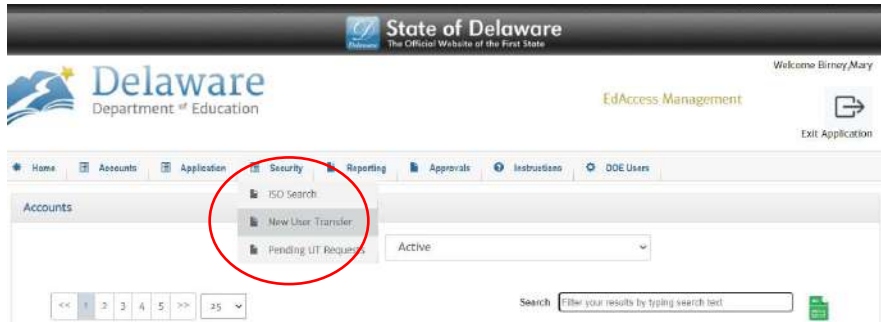 State of Delaware
The Official Website of the First State
Welcome Birney,Mary
Delaware
Department of Education
EdAccess Management
Exit Application
Home Accounts Application Security Reporting Approvals Instructions DOE Users
ISO Search
Accounts
New User Transfer
Pending UT Requests
Active
<< 1 2 3 4 5 >> 25
Search Filter your results by typing search text